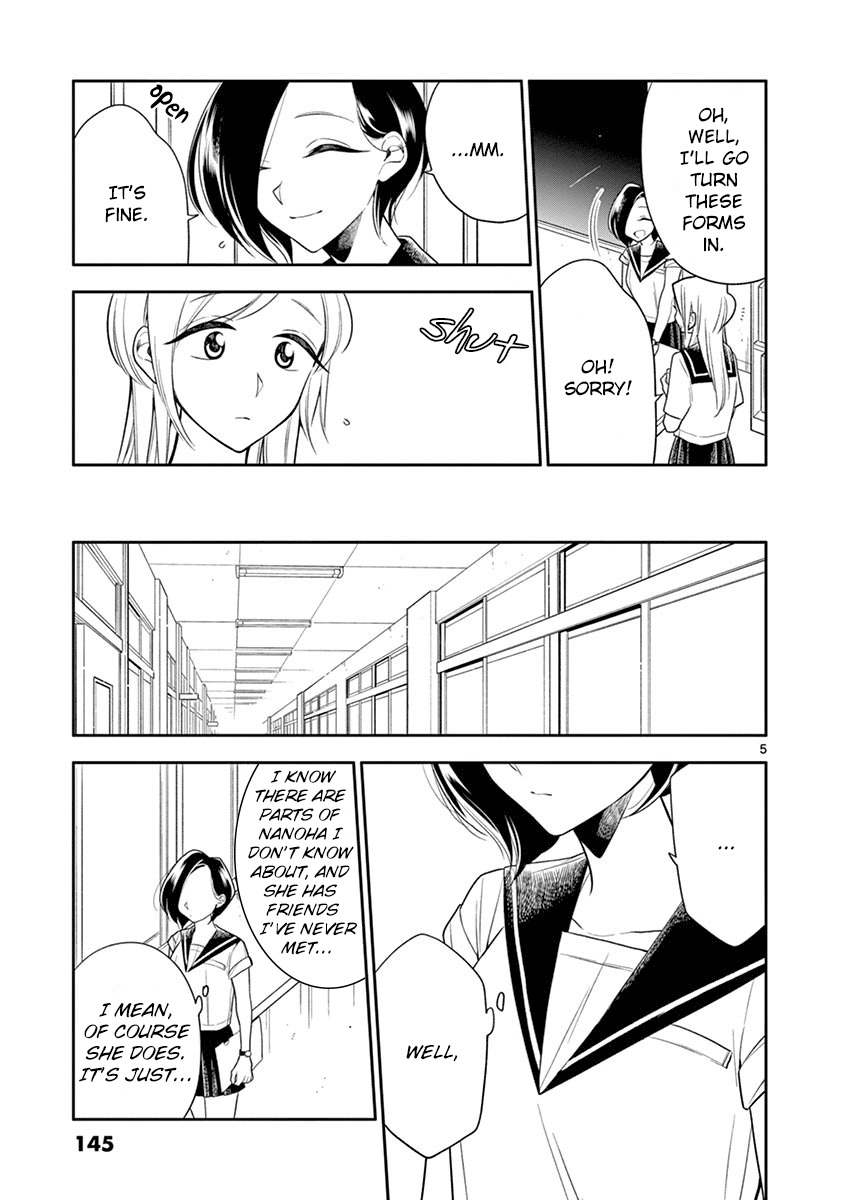 OH,
WELL,
I'LL GO
TURN
THESE
FORMS
IN.
OH!
SORRY!
...MM.
open
IT'S
FINE.
shut
5
...
WELL,
I KNOW
THERE ARE
PARTS OF
NANOHA I
DON'T KNOW
ABOUT, AND
SHE HAS
FRIENDS
I'VE NEVER
MET...
I MEAN,
OF COURSE
SHE DOES.
IT'S JUST...
145